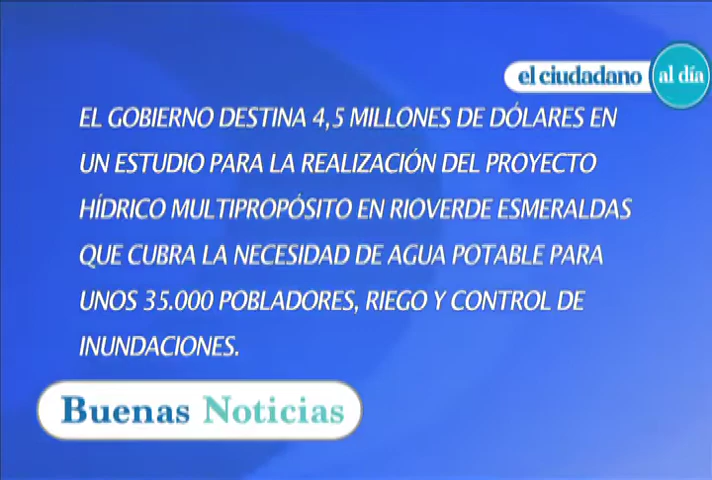 el ciudadano al día
EL GOBIERNO DESTINA 4,5 MILLONES DE DÓLARES EN
UN ESTUDIO PARA LA REALIZACIÓN DEL PROYECTO
HÍDRICO MULTIPROPÓSITO EN RIOVERDE ESMERALDAS
QUE CUBRA LA NECESIDAD DE AGUA POTABLE PARA
UNOS 35.000 POBLADORES, RIEGO Y CONTROL DE
INUNDACIONES.
Buenas Noticias